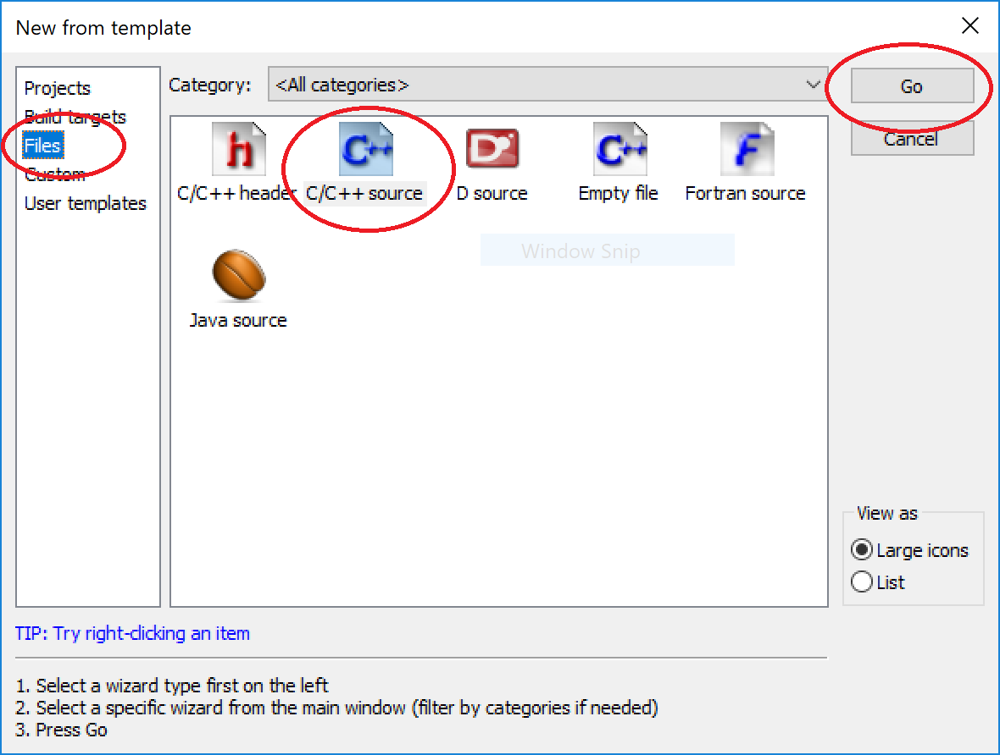 New from template
Projects
Build targets
Files
Custom
User templates
Category:
<All categories>
Go
Cancel
h
C/C++ header
C++
C/C++ source
D
D source
C++
Empty file
F
Fortran source
Window Snip
Java source
View as
Large icons
List
TIP: Try right-clicking an item
1. Select a wizard type first on the left
2. Select a specific wizard from the main window (filter by categories if needed)
3. Press Go